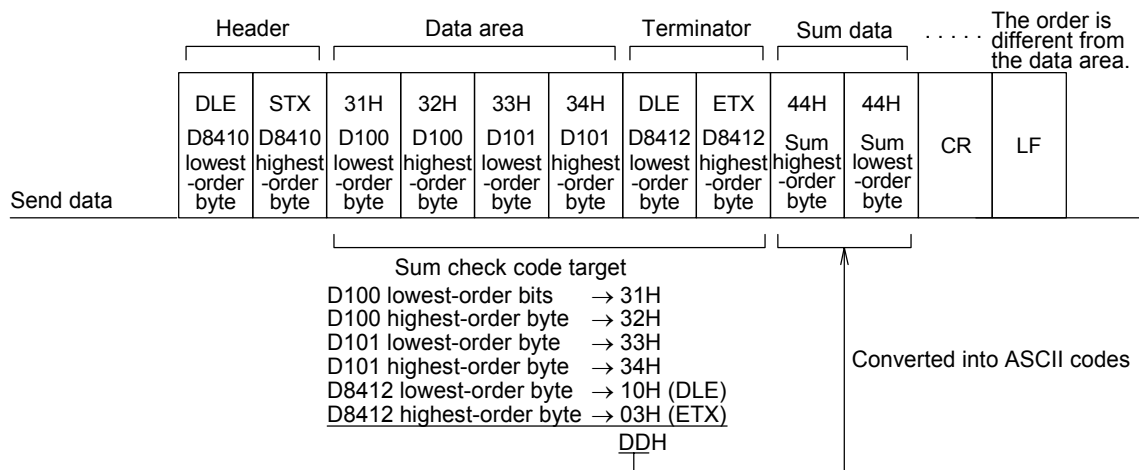 Header Data area Terminator Sum data . . . . . The order is
different from
the data area.
DLE STX 31H 32H 33H 34H DLE ETX 44H 44H CR LF
D8410 lowest-order byte
D8410 highest-order byte
D100 lowest-order byte
D100 highest-order byte
D101 lowest-order byte
D101 highest-order byte
D8412 lowest-order byte
D8412 highest-order byte
Sum highest-order byte
Sum lowest-order byte
Send data
Sum check code target
D100 lowest-order bits → 31H
D100 highest-order byte → 32H
D101 lowest-order byte → 33H
D101 highest-order byte → 34H
D8412 lowest-order byte → 10H (DLE)
D8412 highest-order byte → 03H (ETX)
DDH
Converted into ASCII codes